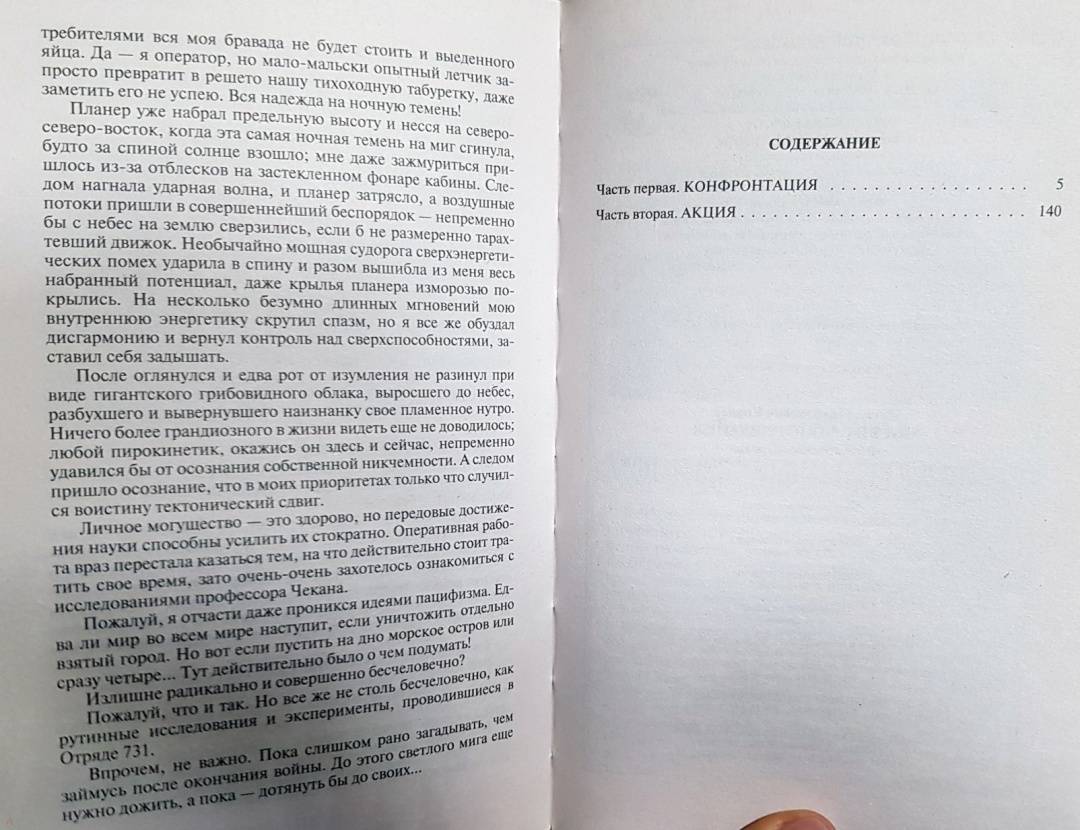 требителями вся моя бравада не будет стоить и выеденного
яйца. Да — я оператор, но мало-мальски опытный летчик за-
просто превратит в решето нашу тихоходную табуретку, даже
заметить его не успею. Вся надежда на ночную темень!
Планер уже набрал предельную высоту и несся на северо-
северо-восток, когда эта самая ночная темень на миг сгинула,
будто за спиной солнце взошло; мне даже зажмуриться при-
шлось из-за отблесков на застекленном фонаре кабины. Сле-
дом нагнала ударная волна, и планер затрясло, а воздушные
потоки пришли в совершеннейший беспорядок — непременно
бы с небес на землю сверзились, если б не размеренно тарах-
тевший движок. Необычайно мощная судорога сверхэнергети-
ческих помех ударила в спину и разом вышибла из меня весь
набранный потенциал, даже крылья планера изморозью по-
крылись. На несколько безумно длинных мгновений мою
внутреннюю энергетику скрутил спазм, но я все же обуздал
дисгармонию и вернул контроль над сверхспособностями, за-
ставил себя задышать.
После оглянулся и едва рот от изумления не разинул при
виде гигантского грибовидного облака, выросшего до небес,
разбухшего и вывернувшего наизнанку свое пламенное нутро.
Ничего более грандиозного в жизни видеть еще не доводилось;
любой пирокинетик, окажись он здесь и сейчас, непременно
удавился бы от осознания собственной никчемности. А следом
пришло осознание, что в моих приоритетах только что случил-
ся воистину тектонический сдвиг.
Личное могущество — это здорово, но передовые достиже-
ния науки способны усилить их стократно. Оперативная рабо-
та враз перестала казаться тем, на что действительно стоит тра-
тить свое время, зато очень-очень захотелось ознакомиться с
исследованиями профессора Чекана.
Пожалуй, я отчасти даже проникся идеями пацифизма. Ед-
ва ли мир во всем мире наступит, если уничтожить отдельно
взятый город. Но вот если пустить на дно морское остров или
сразу четыре... Тут действительно было о чем подумать!
Излишне радикально и совершенно бесчеловечно?
Пожалуй, что и так. Но все же не столь бесчеловечно, как
рутинные исследования и эксперименты, проводившиеся в
Отряде 731.
Впрочем, не важно. Пока слишком рано загадывать, чем
займусь после окончания войны. До этого светлого мига еще
нужно дожить, а пока — дотянуть бы до своих...
СОДЕРЖАНИЕ
Часть первая. КОНФРОНТАЦИЯ . . . . . . . . . . . . . . . . . . 5
Часть вторая. АКЦИЯ . . . . . . . . . . . . . . . . . . . . . . . . . 140